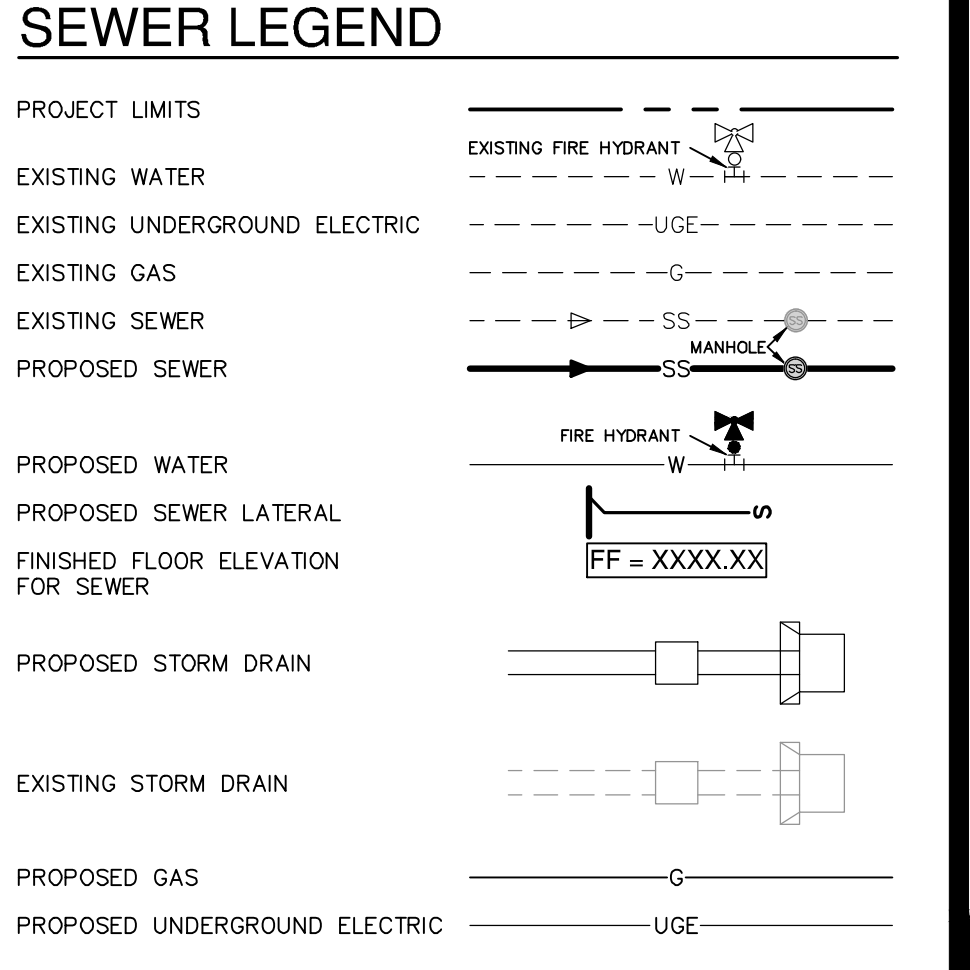 SEWER LEGEND
PROJECT LIMITS
EXISTING FIRE HYDRANT
EXISTING WATER W
EXISTING UNDERGROUND ELECTRIC UGE
EXISTING GAS G
EXISTING SEWER SS SS
MANHOLE
PROPOSED SEWER SS SS
FIRE HYDRANT
PROPOSED WATER W
PROPOSED SEWER LATERAL S
FINISHED FLOOR ELEVATION FF = XXXX.XX
FOR SEWER
PROPOSED STORM DRAIN
EXISTING STORM DRAIN
PROPOSED GAS G
PROPOSED UNDERGROUND ELECTRIC UGE